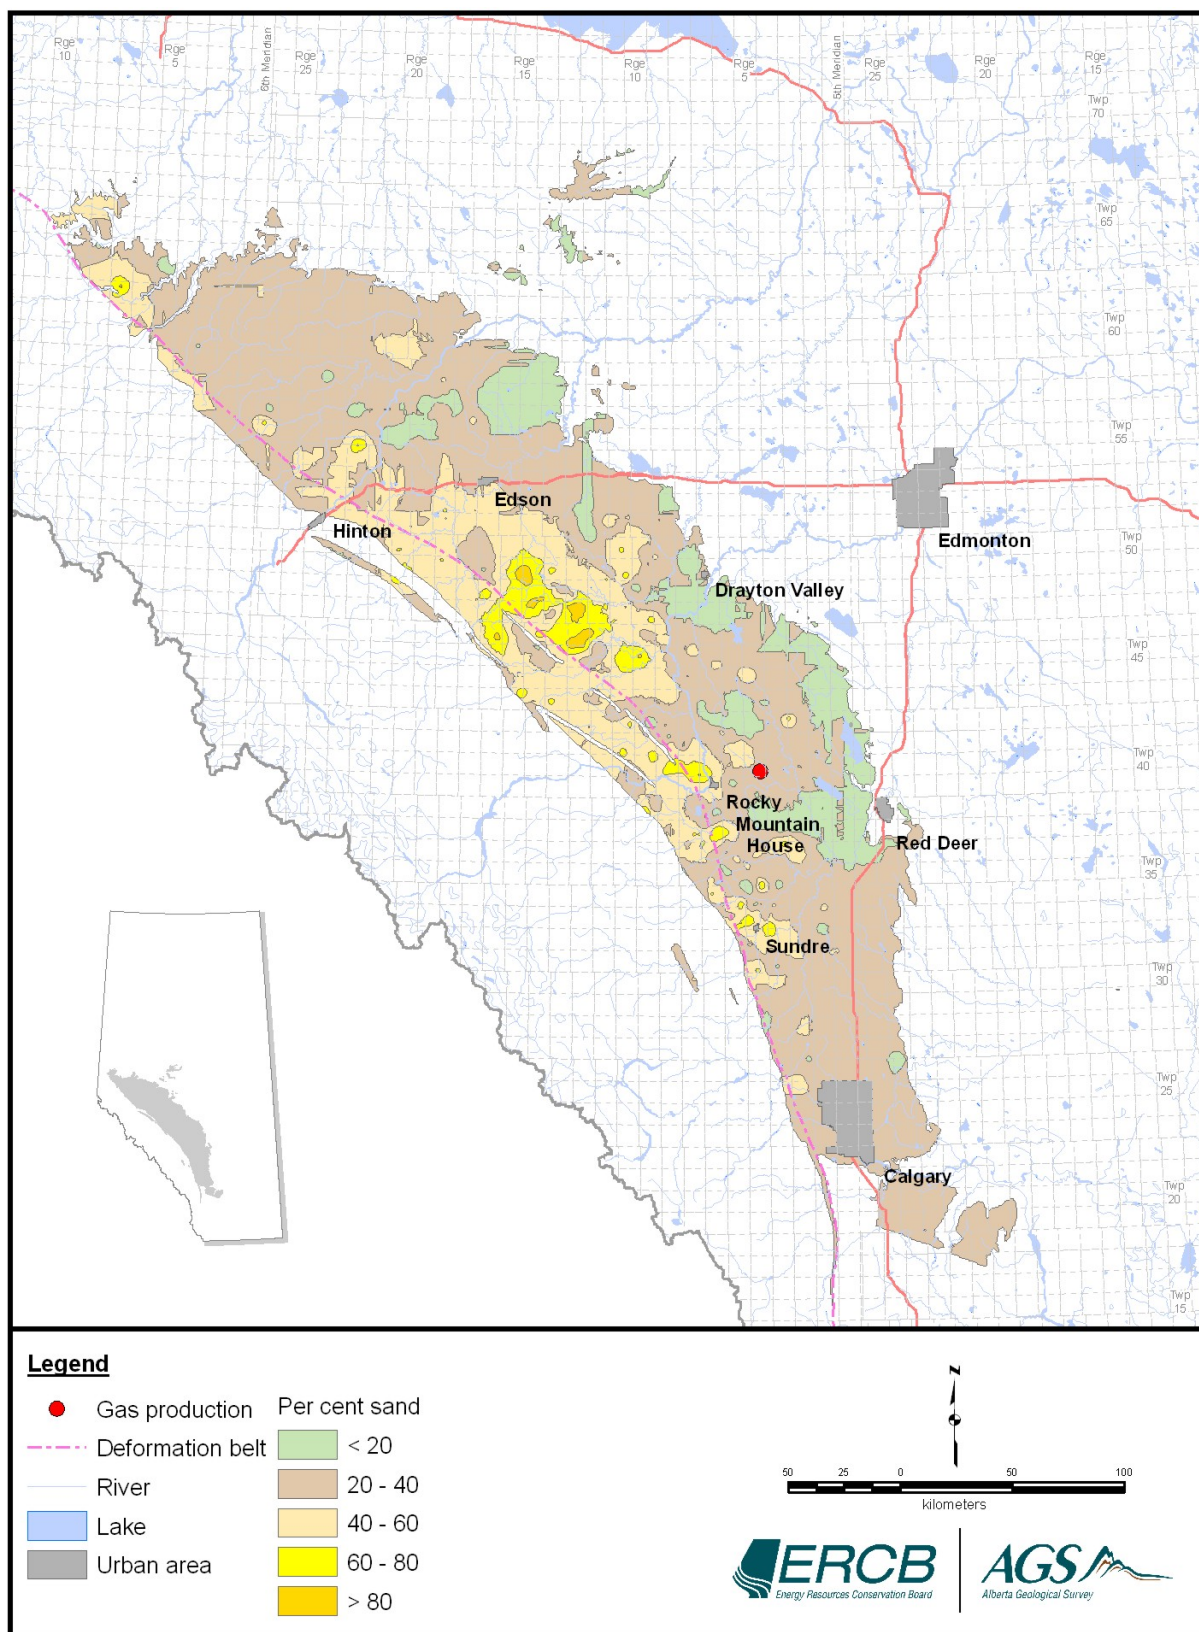 Rge
10
Rge
5
6th Meridian
Rge
25
Rge
20
Rge
15
Rge
10
Rge
5
5th Meridian
Rge
25
Rge
20
Rge
15
Twp
70
Twp
65
Twp
60
Twp
55
Twp
50
Twp
45
Twp
40
Twp
35
Twp
30
Twp
25
Twp
20
Twp
15
Edson
Hinton
Edmonton
Drayton Valley
Rocky
Mountain
House
Red Deer
Sundre
Calgary
Legend
Gas production
Deformation belt
River
Lake
Urban area
Per cent sand
< 20
20 - 40
40 - 60
60 - 80
> 80
N
50 25 0 50 100
kilometers
ERCB
Energy Resources Conservation Board
AGS
Alberta Geological Survey